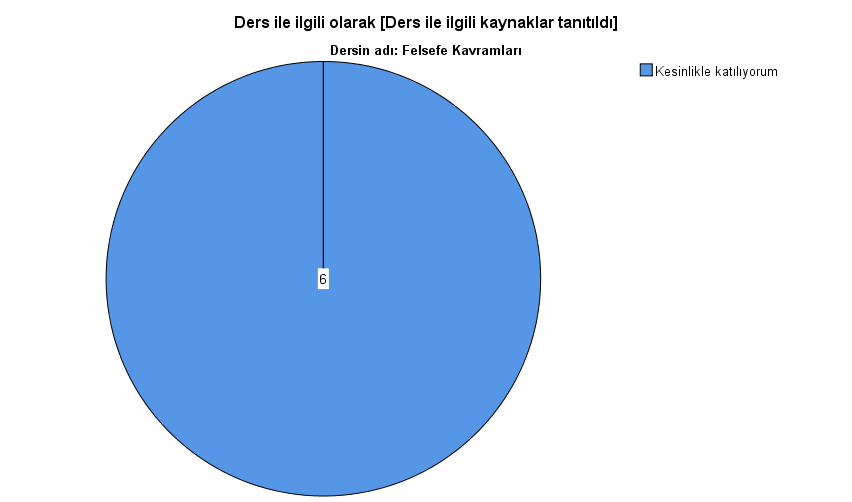 Ders ile ilgili olarak [Ders ile ilgili kaynaklar tanıtıldı]
Dersin adı: Felsefe Kavramları
Kesinlikle katılıyorum
6